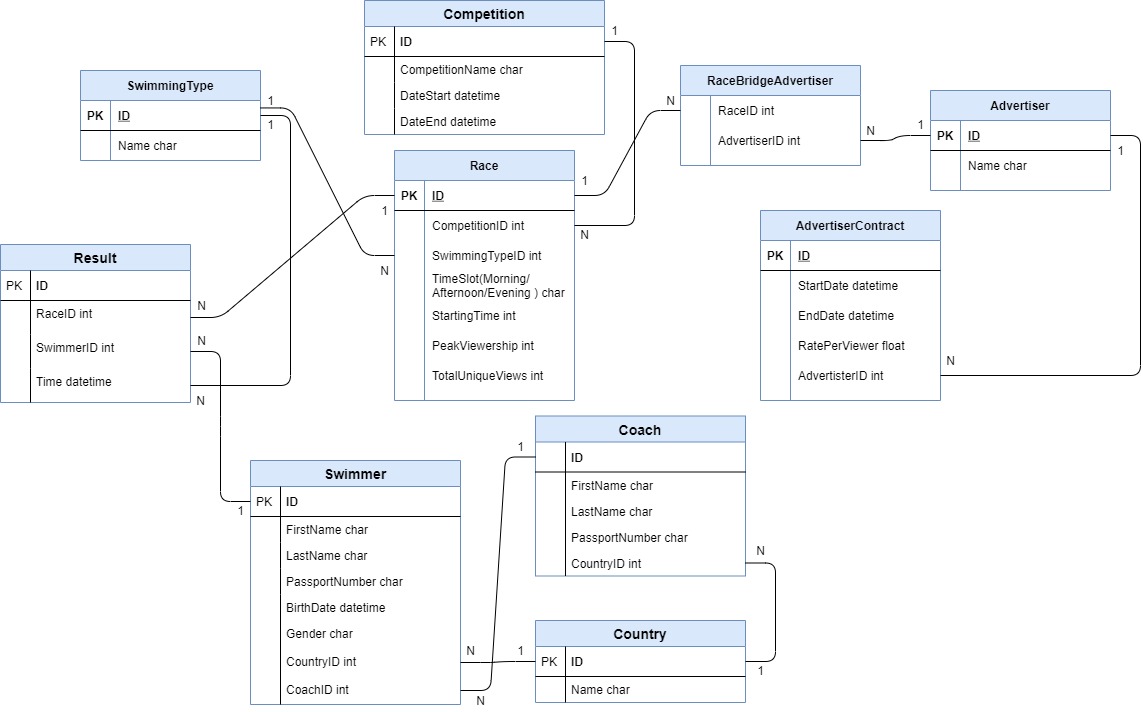 Competition
PK ID
CompetitionName char
DateStart datetime
DateEnd datetime
1
N
SwimmingType
PK ID
Name char
1
1
RaceBridgeAdvertiser
RaceID int
AdvertiserID int
N
N
Advertiser
PK ID
Name char
1
1
Race
PK ID
CompetitionID int
SwimmingTypeID int
TimeSlot(Morning/
Afternoon/Evening ) char
StartingTime int
PeakViewership int
TotalUniqueViews int
1
1
N
AdvertiserContract
PK ID
StartDate datetime
EndDate datetime
RatePerViewer float
AdvertisterID int
N
Result
PK ID
RaceID int
SwimmerID int
Time datetime
N
N
N
Swimmer
PK ID
FirstName char
LastName char
PassportNumber char
BirthDate datetime
Gender char
CountryID int
CoachID int
1
N
N
Coach
ID
FirstName char
LastName char
PassportNumber char
CountryID int
1
N
Country
PK ID
Name char
1
1